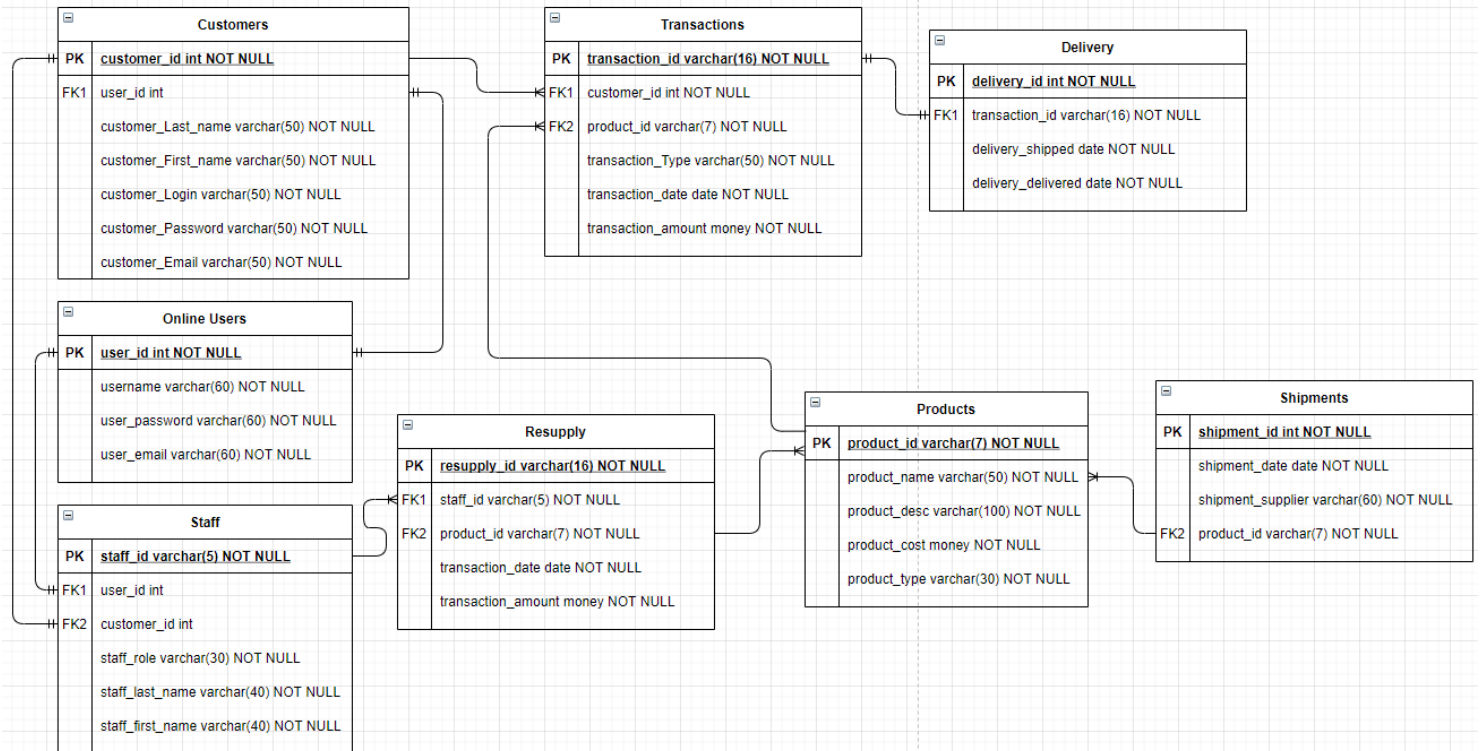 Customers
PK customer_id int NOT NULL
FK1 user_id int
customer_Last_name varchar(50) NOT NULL
customer_First_name varchar(50) NOT NULL
customer_Login varchar(50) NOT NULL
customer_Password varchar(50) NOT NULL
customer_Email varchar(50) NOT NULL
Transactions
PK transaction_id varchar(16) NOT NULL
FK1 customer_id int NOT NULL
FK2 product_id varchar(7) NOT NULL
transaction_Type varchar(50) NOT NULL
transaction_date date NOT NULL
transaction_amount money NOT NULL
Delivery
PK delivery_id int NOT NULL
FK1 transaction_id varchar(16) NOT NULL
delivery_shipped date NOT NULL
delivery_delivered date NOT NULL
Online Users
PK user_id int NOT NULL
username varchar(60) NOT NULL
user_password varchar(60) NOT NULL
user_email varchar(60) NOT NULL
Resupply
PK resupply_id varchar(16) NOT NULL
FK1 staff_id varchar(5) NOT NULL
FK2 product_id varchar(7) NOT NULL
transaction_date date NOT NULL
transaction_amount money NOT NULL
Products
PK product_id varchar(7) NOT NULL
product_name varchar(50) NOT NULL
product_desc varchar(100) NOT NULL
product_cost money NOT NULL
product_type varchar(30) NOT NULL
Shipments
PK shipment_id int NOT NULL
shipment_date date NOT NULL
shipment_supplier varchar(60) NOT NULL
FK2 product_id varchar(7) NOT NULL
Staff
PK staff_id varchar(5) NOT NULL
FK1 user_id int
FK2 customer_id int
staff_role varchar(30) NOT NULL
staff_last_name varchar(40) NOT NULL
staff_first_name varchar(40) NOT NULL